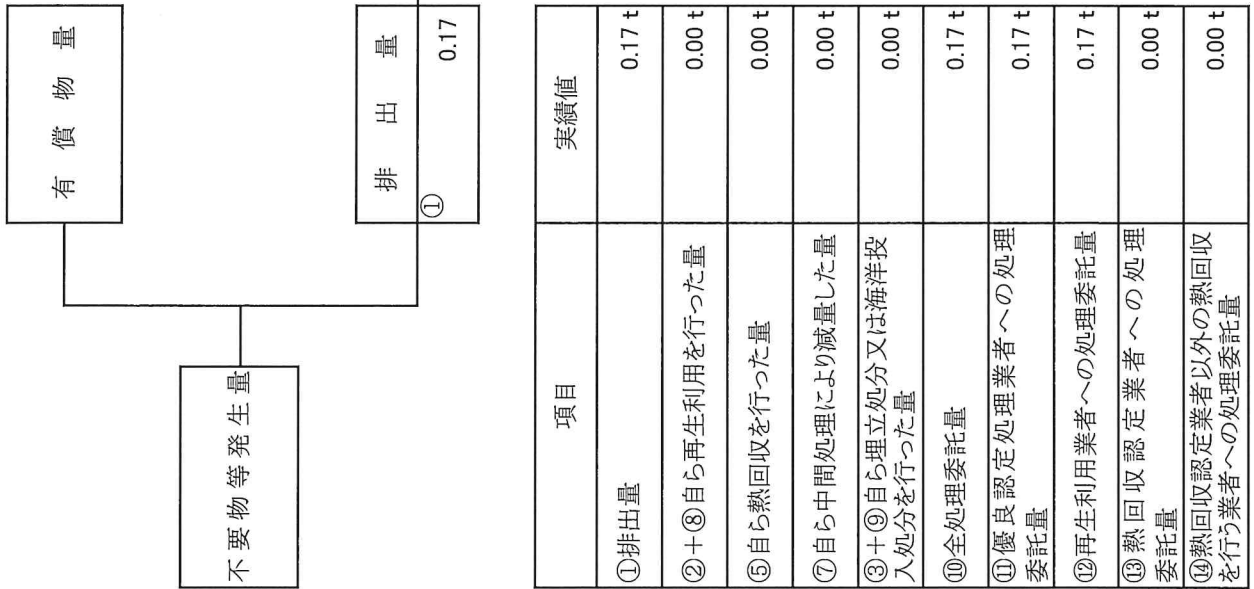 有償物量
不要物等発生量
排出量
①
0.17
項目
実績値
①排出量
0.17 t
②+⑧自ら再生利用を行った量
0.00 t
⑤自ら熱回収を行った量
0.00 t
⑦自ら中間処理により減量した量
0.00 t
③+⑨自ら埋立処分又は海洋投
入処分を行った量
0.00 t
⑩全処理委託量
0.17 t
⑪優良認定処理業者への処理
委託量
0.17 t
⑫再生利用業者への処理委託量
0.17 t
⑬熱回収認定業者への処理
委託量
0.00 t
⑭熱回収認定業者以外の熱回収
を行う業者への処理委託量
0.00 t